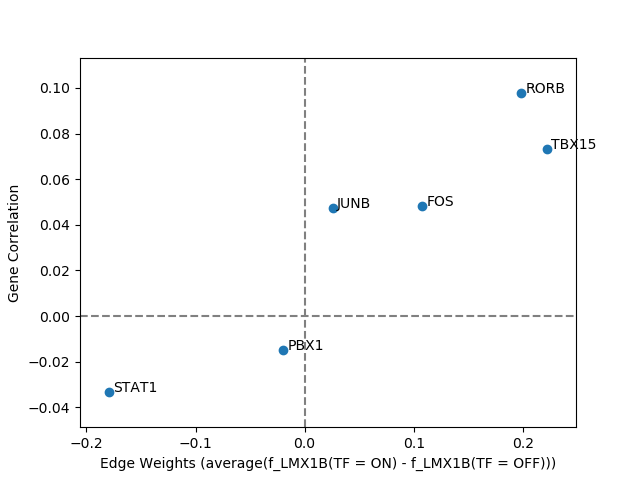 0.10
0.08
0.06
0.04
0.02
0.00
−0.02
−0.04
Gene Correlation
RORB
TBX15
JUNB
FOS
PBX1
STAT1
−0.2
−0.1
0.0
0.1
0.2
Edge Weights (average(f_LMX1B(TF = ON) - f_LMX1B(TF = OFF)))